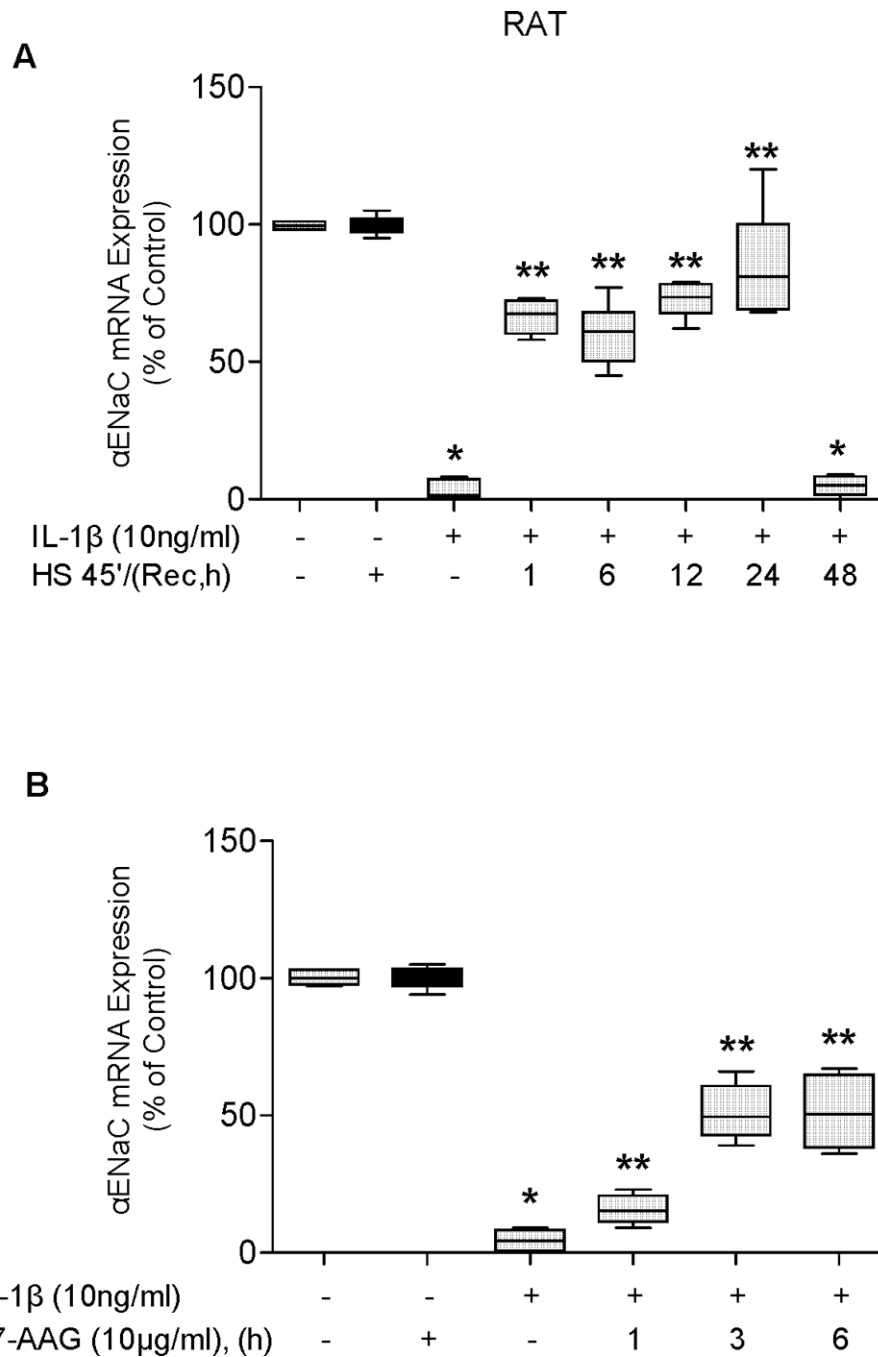 RAT
A
αENaC mRNA Expression
(% of Control)
150
100
50
0
** ** ** **
* *
IL-1β (10ng/ml) - - + + + + + +
HS 45'/(Rec,h) - + - 1 6 12 24 48
B
αENaC mRNA Expression
(% of Control)
150
100
50
0
* ** ** **
-1β (10ng/ml) - - + + + +
7-AAG (10µg/ml), (h) - + - 1 3 6